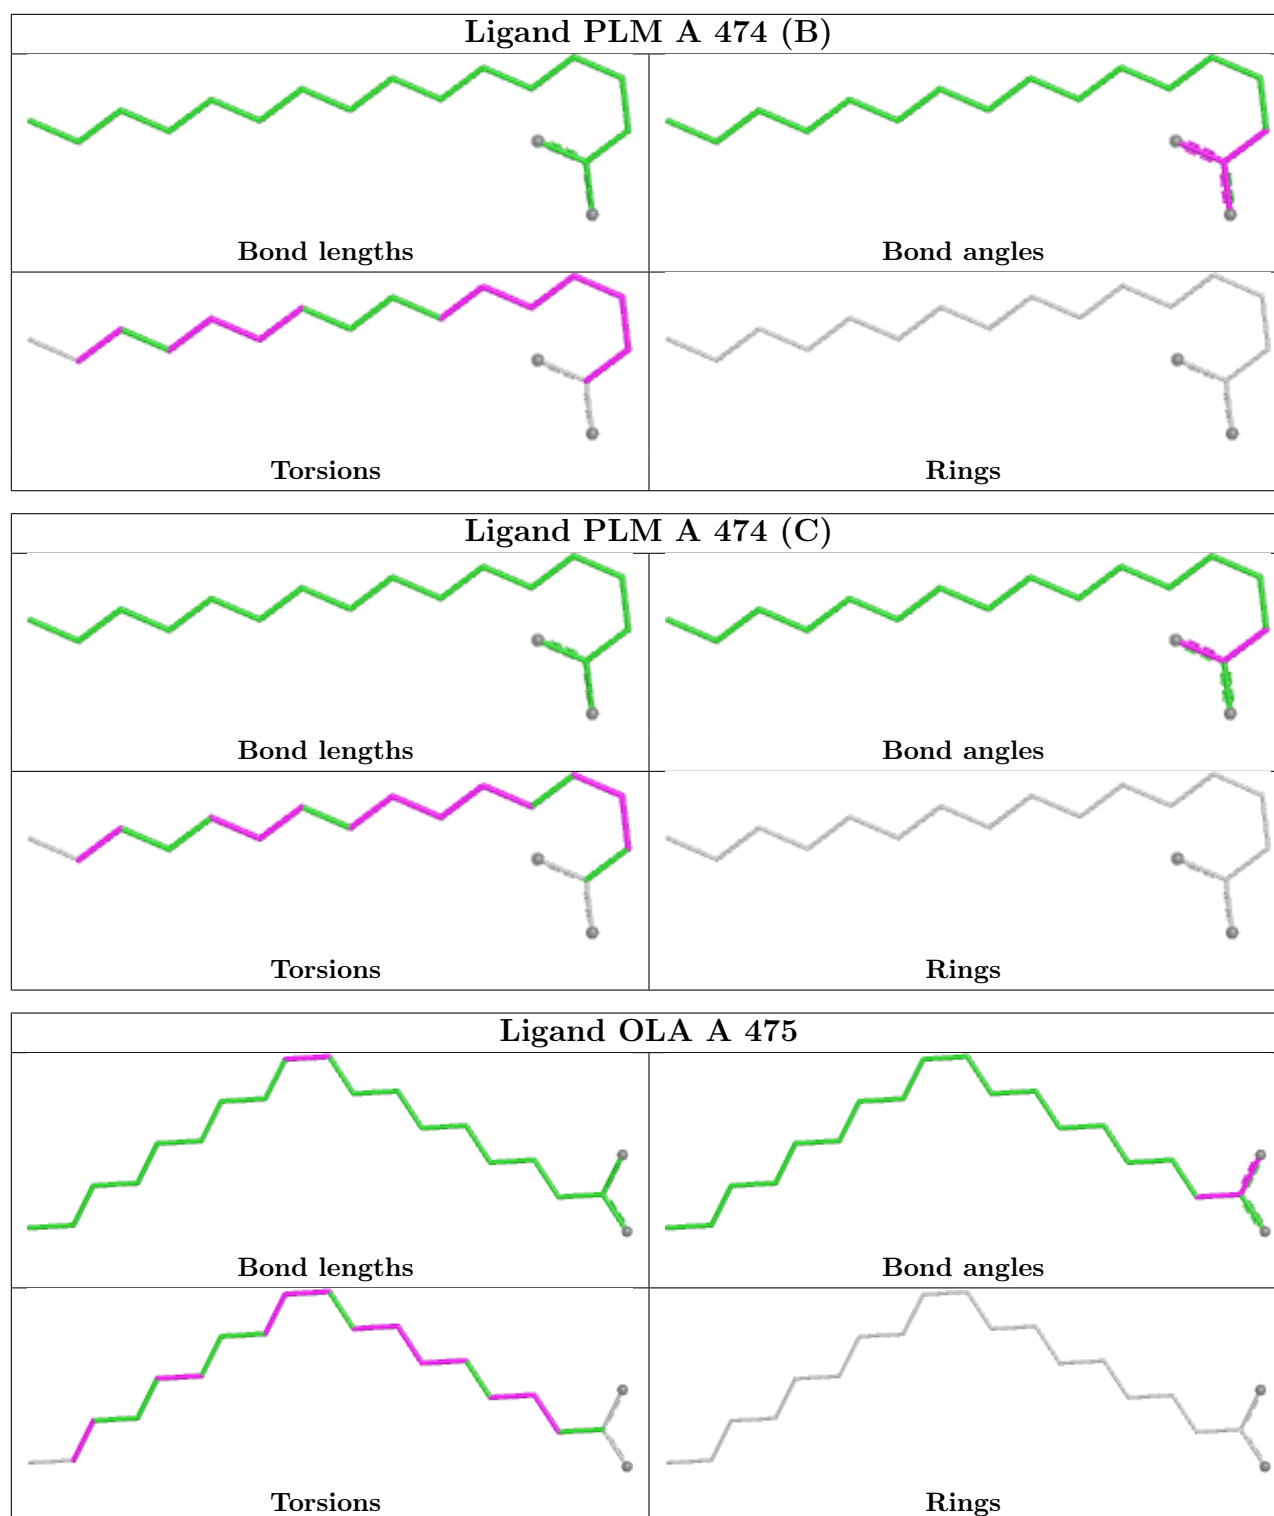 Ligand PLM A 474 (B)
Bond lengths
Bond angles
Torsions
Rings
Ligand PLM A 474 (C)
Bond lengths
Bond angles
Torsions
Rings
Ligand OLA A 475
Bond lengths
Bond angles
Torsions
Rings